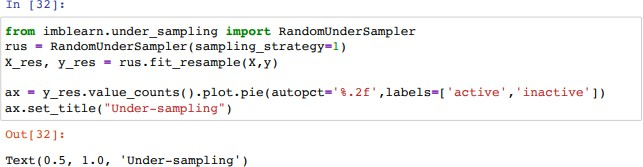 In [32]:
from imblearn.under_sampling import RandomUnderSampler
rus = RandomUnderSampler(sampling_strategy=1)
X_res, y_res = rus.fit_resample(X,y)
ax = y_res.value_counts().plot.pie(autopct='%.2f',labels=['active','inactive'])
ax.set_title("Under-sampling")
Out[32]:
Text(0.5, 1.0, 'Under-sampling')